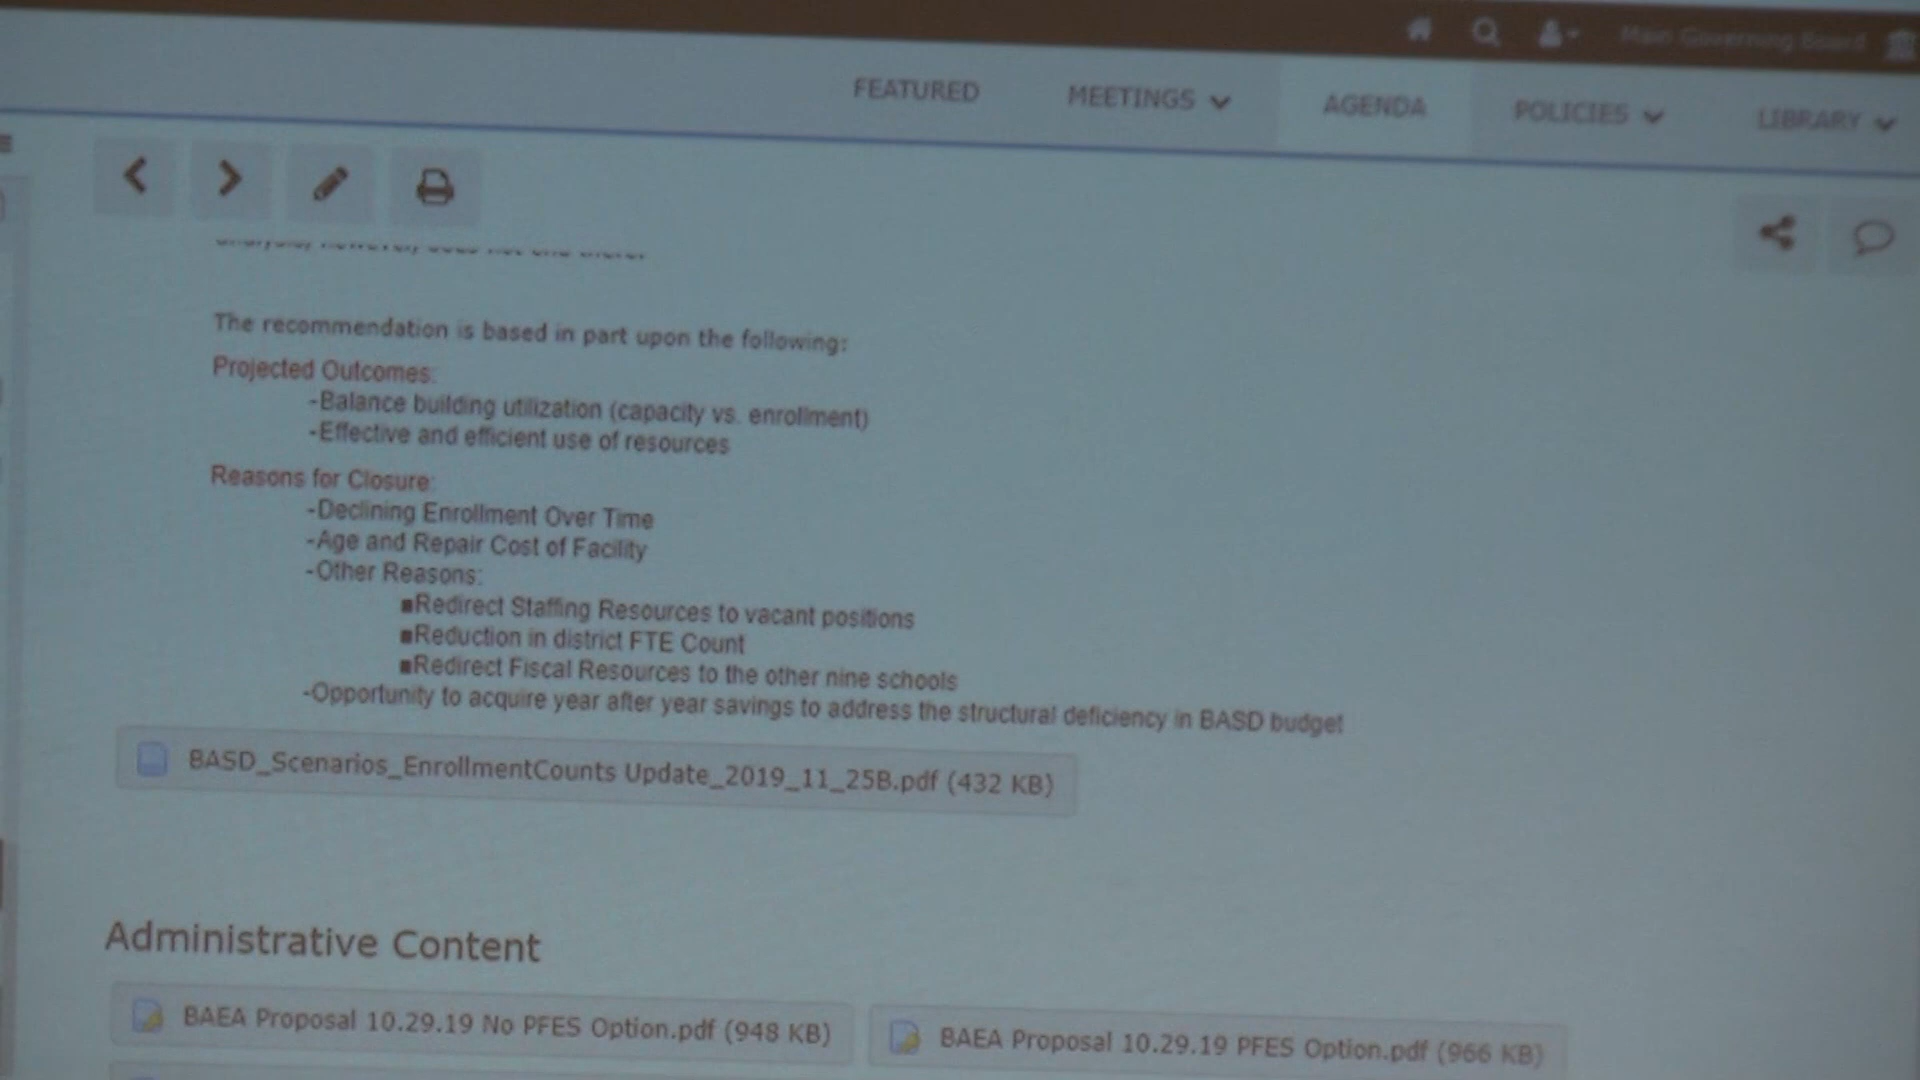 Main Governing Board
FEATURED MEETINGS AGENDA POLICIES LIBRARY
The recommendation is based in part upon the following:
Projected Outcomes:
-Balance building utilization (capacity vs. enrollment)
-Effective and efficient use of resources
Reasons for Closure:
-Declining Enrollment Over Time
-Age and Repair Cost of Facility
-Other Reasons:
■Redirect Staffing Resources to vacant positions
■Reduction in district FTE Count
■Redirect Fiscal Resources to the other nine schools
-Opportunity to acquire year after year savings to address the structural deficiency in BASD budget
BASD_Scenarios_EnrollmentCounts Update_2019_11_25B.pdf (432 KB)
Administrative Content
BAEA Proposal 10.29.19 No PFES Option.pdf (948 KB) BAEA Proposal 10.29.19 PFES Option.pdf (966 KB)